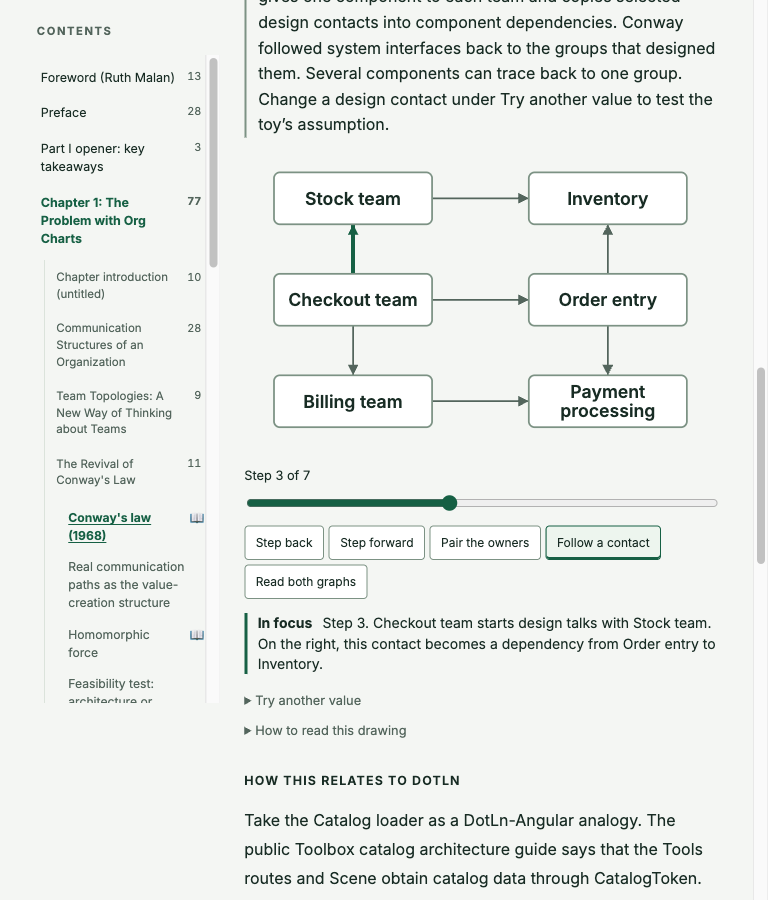 CONTENTS
Foreword (Ruth Malan) 13
Preface 28
Part I opener: key 3
takeaways
Chapter 1: The 77
Problem with Org
Charts
Chapter introduction 10
(untitled)
Communication 28
Structures of an
Organization
Team Topologies: A 9
New Way of Thinking
about Teams
The Revival of 11
Conway's Law
Conway's law
(1968)
Real communication
paths as the value-
creation structure
Homomorphic
force
Feasibility test:
architecture or
design contacts into component dependencies. Conway
followed system interfaces back to the groups that designed
them. Several components can trace back to one group.
Change a design contact under Try another value to test the
toy’s assumption.
Stock team
Inventory
Checkout team
Order entry
Billing team
Payment
processing
Step 3 of 7
Step back
Step forward
Pair the owners
Follow a contact
Read both graphs
In focus Step 3. Checkout team starts design talks with Stock team.
On the right, this contact becomes a dependency from Order entry to
Inventory.
Try another value
How to read this drawing
HOW THIS RELATES TO DOTLN
Take the Catalog loader as a DotLn-Angular analogy. The
public Toolbox catalog architecture guide says that the Tools
routes and Scene obtain catalog data through CatalogToken.